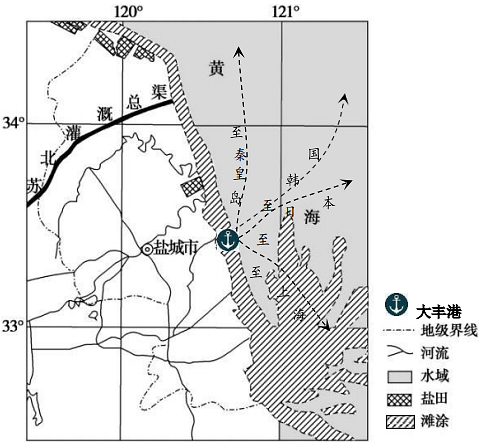 120° 121°
黄
海
34°
33°
苏北灌溉总渠
盐城市
至秦皇岛
至韩国
至日本
至上海
大丰港
地级界线
河流
水域
盐田
滩涂